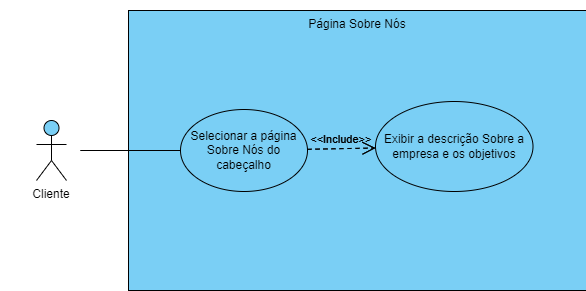 Página Sobre Nós
Selecionar a página
Sobre Nós do
cabeçalho
<<Include>>
Exibir a descrição Sobre a
empresa e os objetivos
Cliente